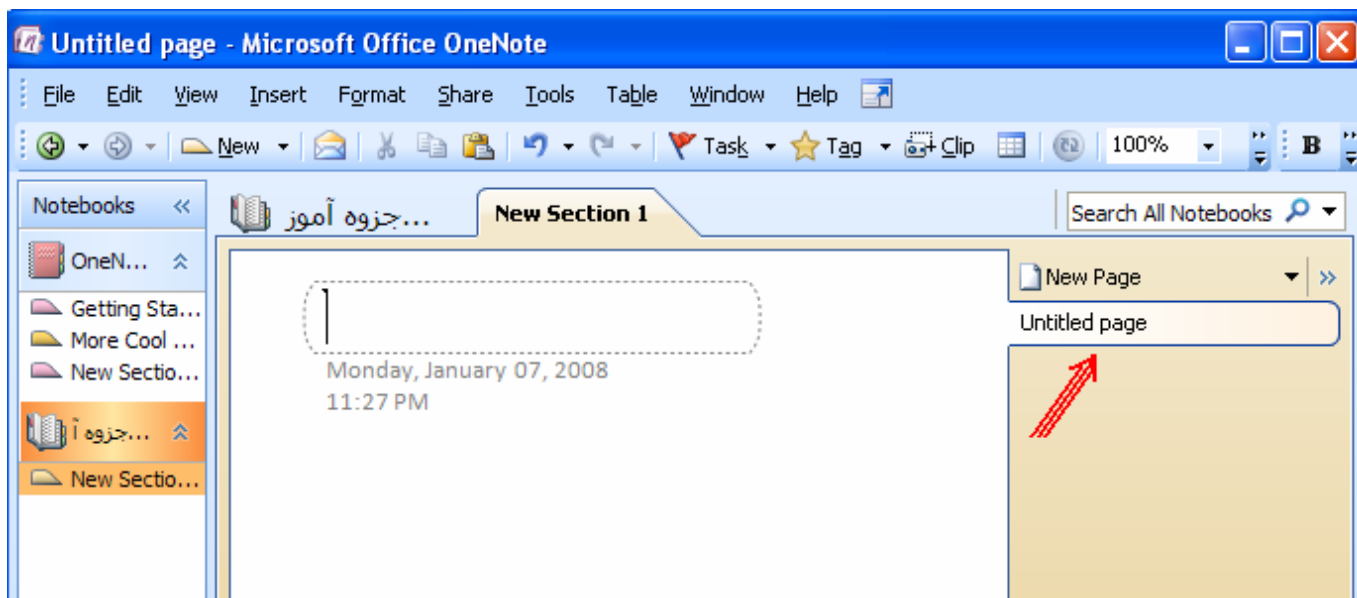 Untitled page - Microsoft Office OneNote
File Edit View Insert Format Share Tools Table Window Help
New Task Tag Clip 100% B
Notebooks
جزوه آموز...
New Section 1
Search All Notebooks
OneN...
New Page
Getting Sta...
Untitled page
More Cool ...
New Sectio...
Monday, January 07, 2008
11:27 PM
جزوه آ...
New Sectio...